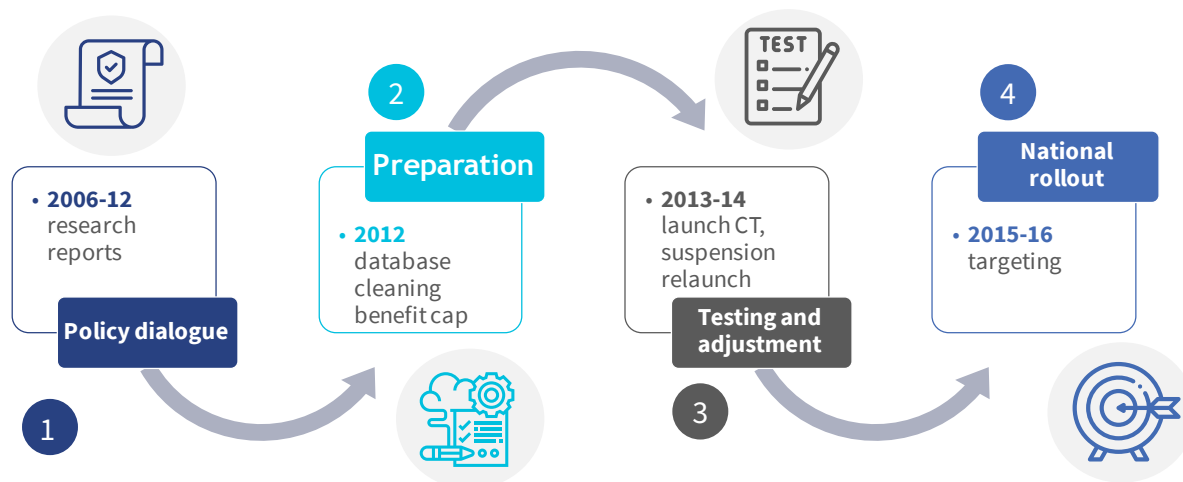 1
• 2006-12
research
reports
Policy dialogue
2
Preparation
• 2012
database
cleaning
benefit cap
TEST
3
• 2013-14
launch CT,
suspension
relaunch
Testing and
adjustment
4
National
rollout
• 2015-16
targeting